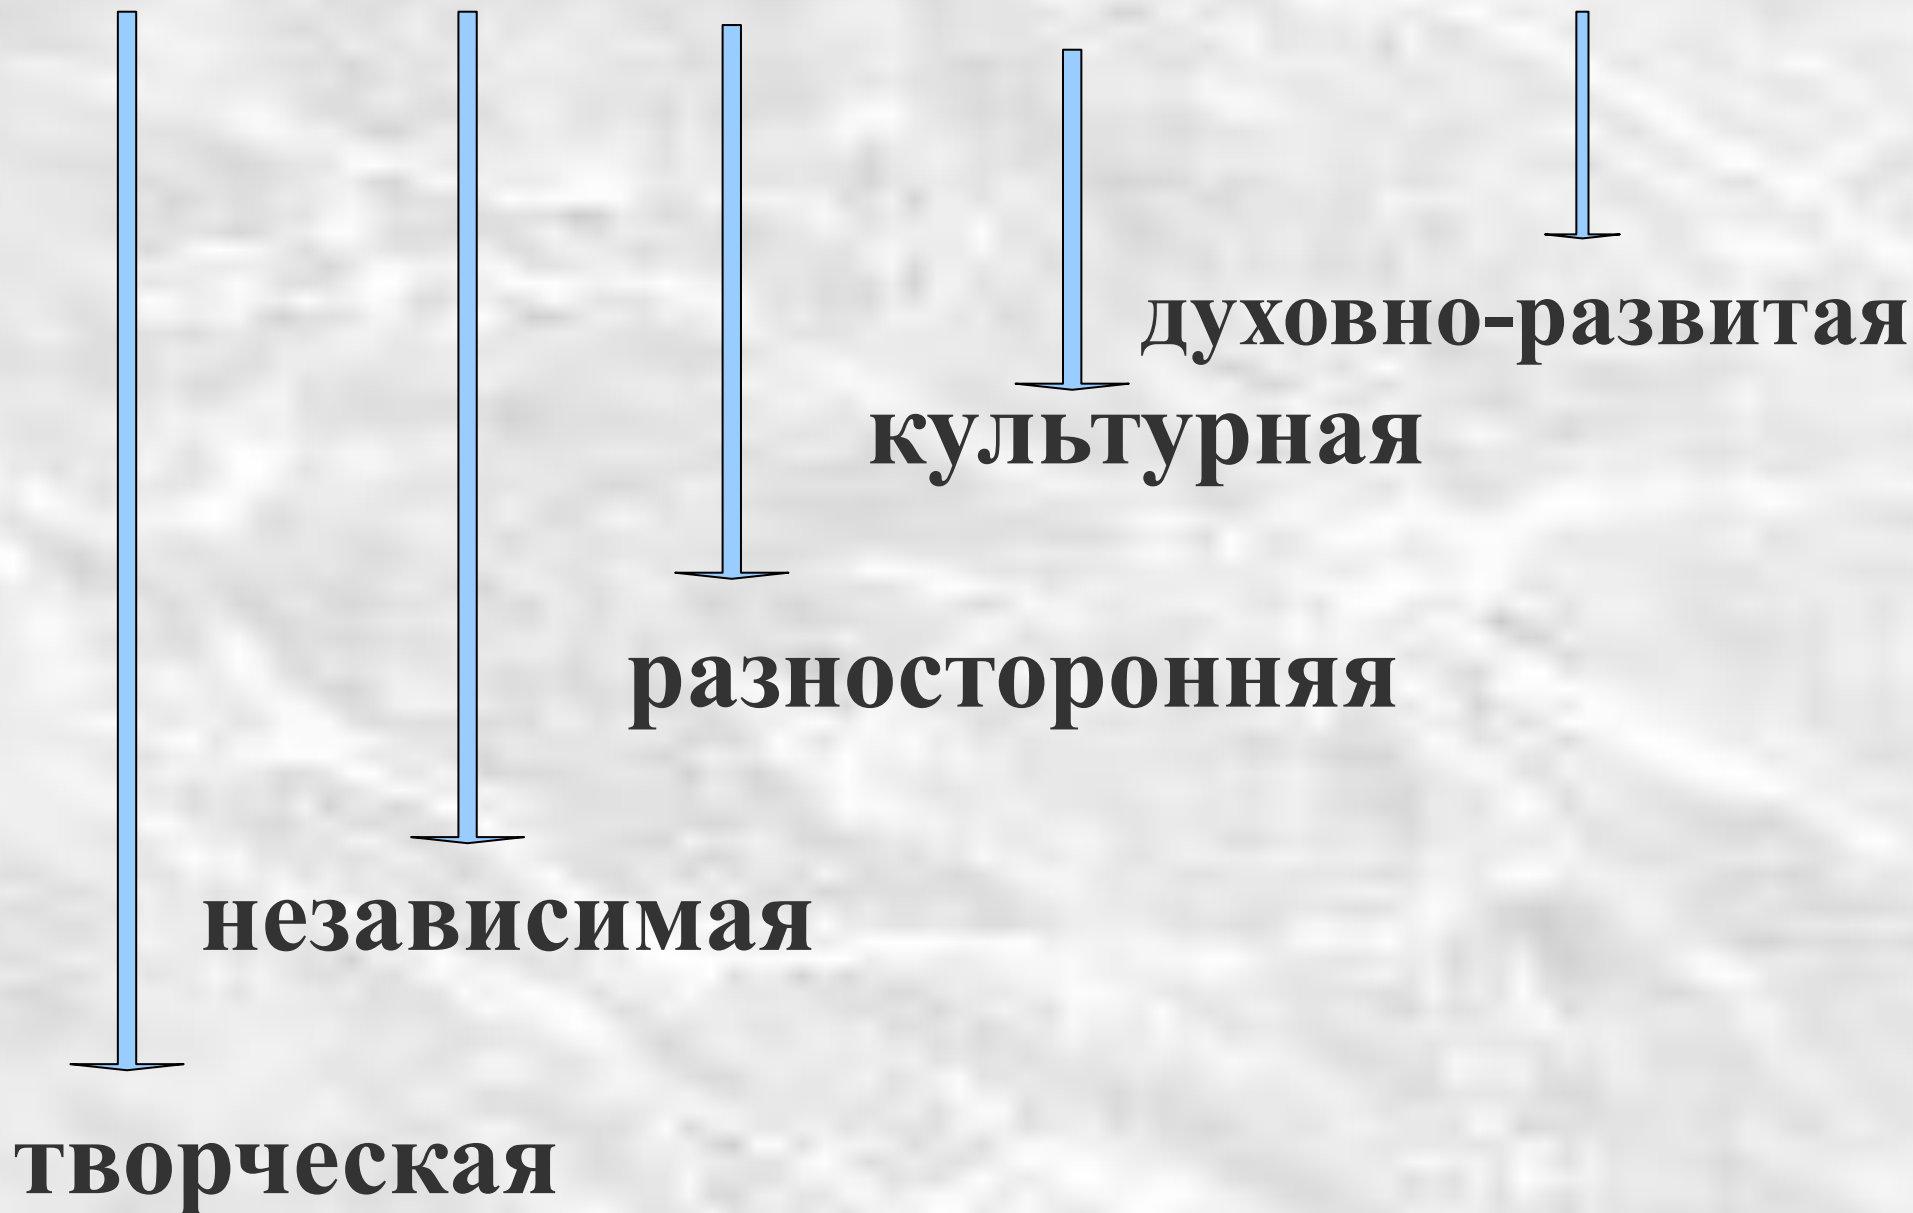 духовно-развитая
культурная
разносторонняя
независимая
творческая